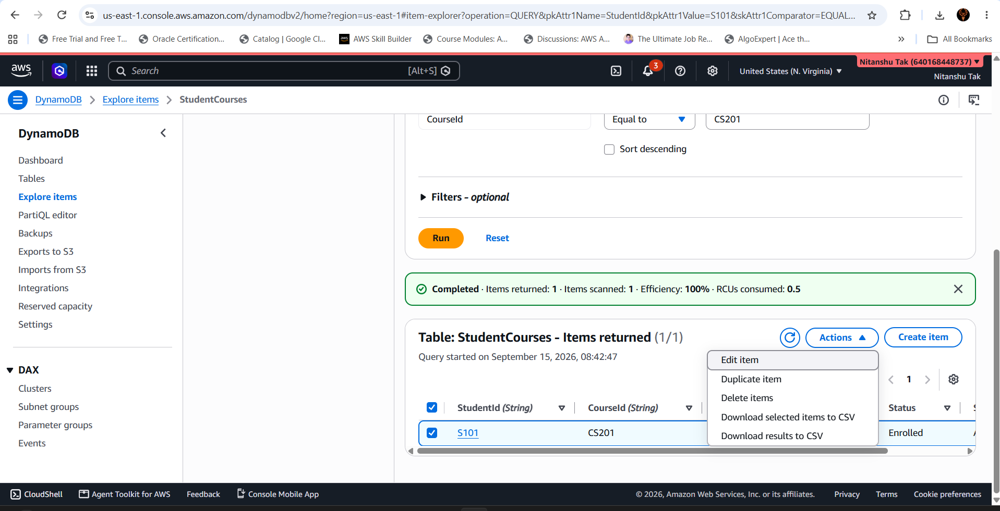 us-east-1.console.aws.amazon.com/dynamodbv2/home?region=us-east-1#item-explorer?operation=QUERY&pkAttr1Name=StudentId&pkAttr1Value=S101&skAttr1Comparator=EQUAL...
Free Trial and Free T...
Oracle Certification...
Catalog | Google Cl...
aws
AWS Skill Builder
Course Modules: A...
Discussions: AWS A...
The Ultimate Job Re...
AlgoExpert | Ace th...
»
All Bookmarks
aws
Search
[Alt+S]
3
United States (N. Virginia)
Nitanshu Tak (640168448737)
Nitanshu Tak
DynamoDB
Explore items
StudentCourses
DynamoDB
Dashboard
Tables
Explore items
PartiQL editor
Backups
Exports to S3
Imports from S3
Integrations
Reserved capacity
Settings
DAX
Clusters
Subnet groups
Parameter groups
Events
CourseId
Equal to
CS201
Sort descending
Filters - optional
Run
Reset
Completed · Items returned: 1 · Items scanned: 1 · Efficiency: 100% · RCUs consumed: 0.5
Table: StudentCourses - Items returned (1/1)
Query started on September 15, 2026, 08:42:47
Actions
Create item
Edit item
Duplicate item
Delete items
Download selected items to CSV
Download results to CSV
1
StudentId (String)
CourseId (String)
Status
S101
CS201
Enrolled
CloudShell
Agent Toolkit for AWS
Feedback
Console Mobile App
© 2026, Amazon Web Services, Inc. or its affiliates.
Privacy
Terms
Cookie preferences